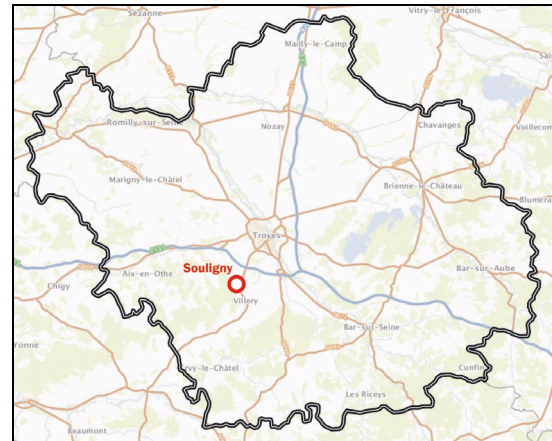 Sézanne
Vitry-le-François
Mailly-le-Camp
Romilly-sur-Seine
Nozay
Chavanges
Voillecom
Marigny-le-Châtel
Brienne-le-Château
Blumera
Troyes
Souligny
Aix-en-Othe
Bar-sur-Aube
Chigy
Villery
Bar-sur-Seine
Yonne
Ervy-le-Châtel
Cunfin
Les Riceys
Beaumont